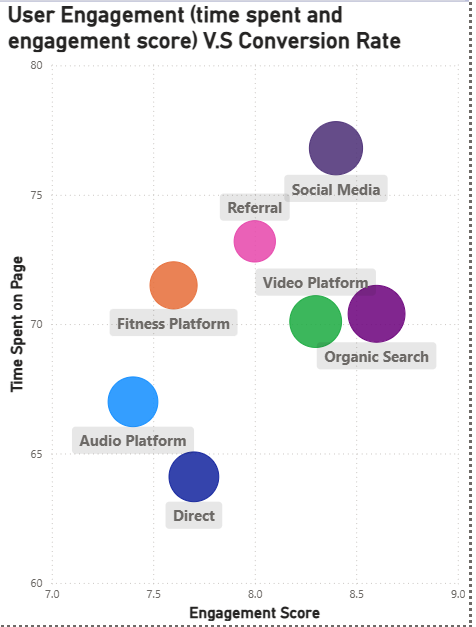 User Engagement (time spent and
engagement score) V.S Conversion Rate
80
Social Media
75
Referral
Video Platform
Fitness Platform
70
Organic Search
Audio Platform
65
Direct
60
7.0 7.5 8.0 8.5 9.0
Time Spent on Page
Engagement Score